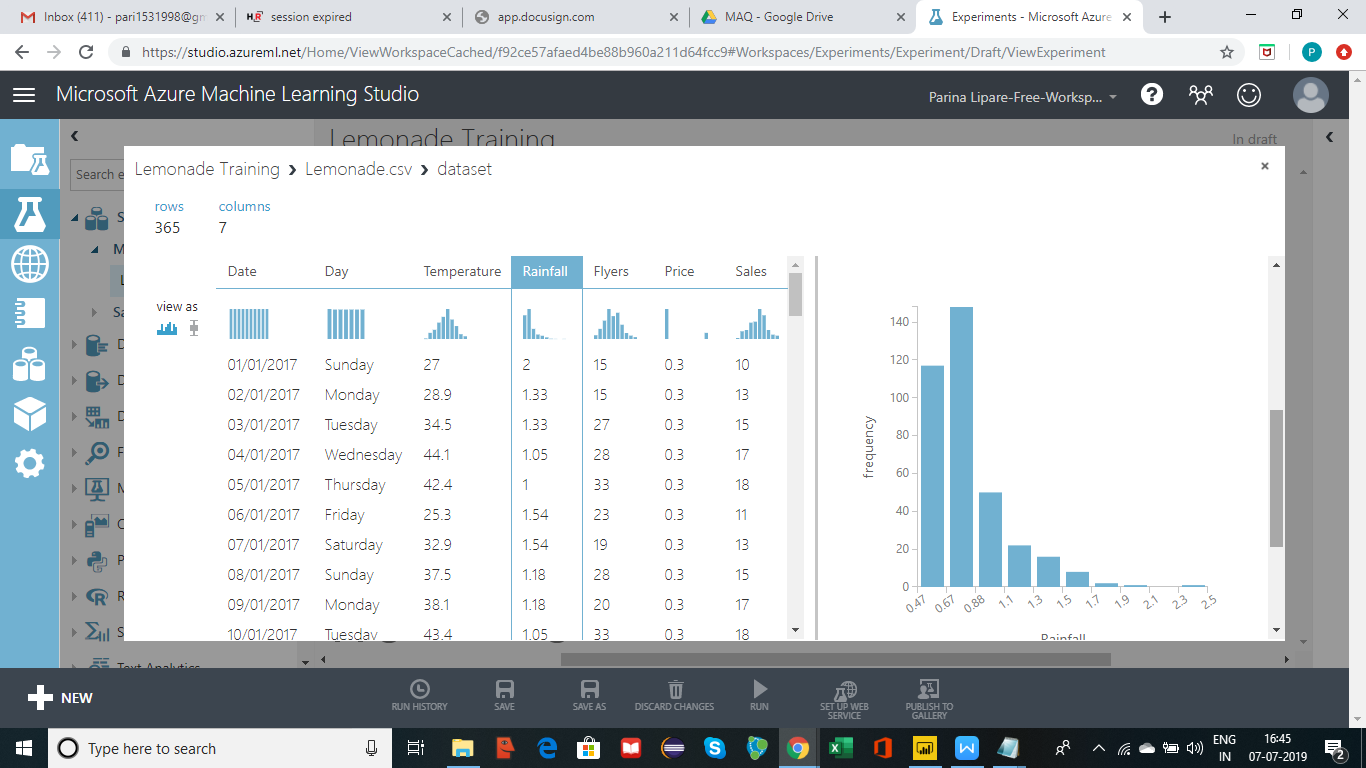 Inbox (411) - pari1531998@gm
session expired
app.docusign.com
MAQ - Google Drive
Experiments - Microsoft Azure
https://studio.azureml.net/Home/ViewWorkspaceCached/f92ce57afaed4be88b960a211d64fcc9#Workspaces/Experiments/Experiment/Draft/ViewExperiment
P
Microsoft Azure Machine Learning Studio
Parina Lipare-Free-Worksp...
Lemonade Training
In draft
Search e
Lemonade Training › Lemonade.csv › dataset
rows columns
365 7
Date Day Temperature Rainfall Flyers Price Sales
view as
01/01/2017 Sunday 27 2 15 0.3 10
02/01/2017 Monday 28.9 1.33 15 0.3 13
03/01/2017 Tuesday 34.5 1.33 27 0.3 15
04/01/2017 Wednesday 44.1 1.05 28 0.3 17
05/01/2017 Thursday 42.4 1 33 0.3 18
06/01/2017 Friday 25.3 1.54 23 0.3 11
07/01/2017 Saturday 32.9 1.54 19 0.3 13
08/01/2017 Sunday 37.5 1.18 28 0.3 15
09/01/2017 Monday 38.1 1.18 20 0.3 17
10/01/2017 Tuesday 43.4 1.05 33 0.3 18
frequency
140
120
100
80
60
40
20
0
0.47 0.67 0.88 1.1 1.3 1.5 1.7 1.9 2.1 2.3 2.5
Rainfall
Text Analytics
NEW
RUN HISTORY
SAVE
SAVE AS
DISCARD CHANGES
RUN
SET UP WEB
SERVICE
PUBLISH TO
GALLERY
Type here to search
ENG
IN
16:45
07-07-2019
2